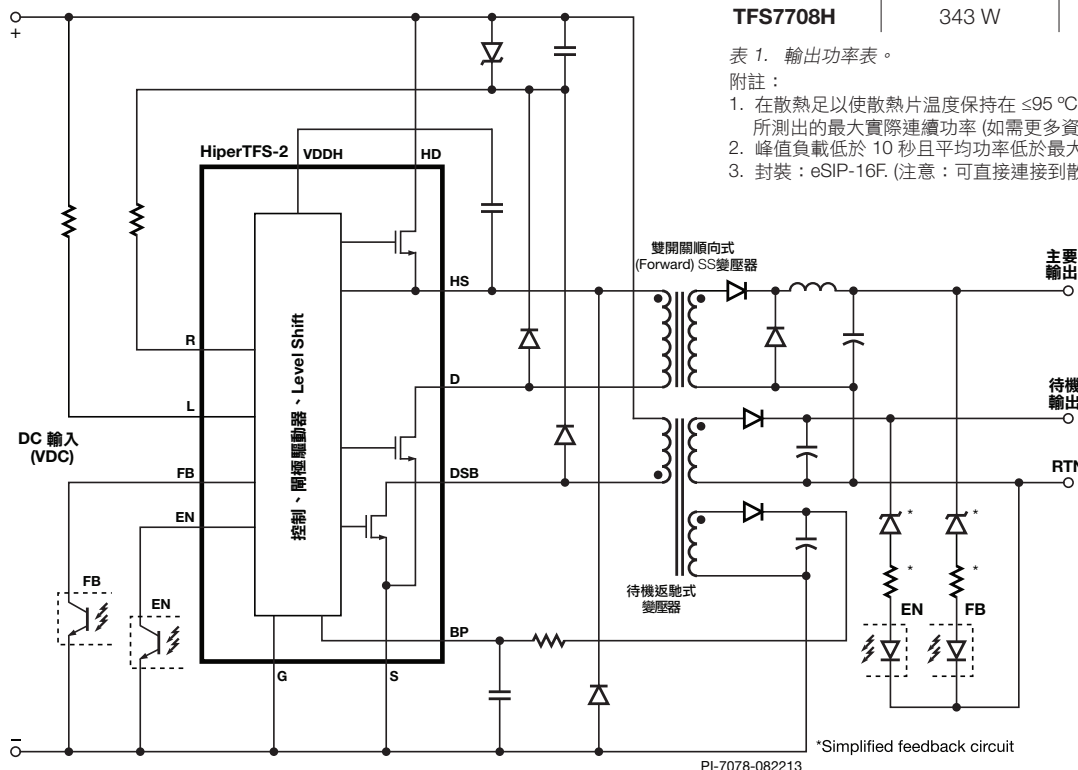 TFS7708H 343 W
表 1. 輸出功率表。
附註：
1. 在散熱足以使散熱片溫度保持在 ≤95 ºC
所測出的最大實際連續功率 (如需更多資
2. 峰值負載低於 10 秒且平均功率低於最大
3. 封裝：eSIP-16F. (注意：可直接連接到散
+
HiperTFS-2
VDDH
HD
雙開關順向式
(Forward) SS變壓器
主要
輸出
HS
控制、閘極驅動器、Level Shift
R
D
L
待機
輸出
DC 輸入
(VDC)
FB
DSB
RTN
EN
*
*
FB
EN
*
*
待機返馳式
變壓器
EN
FB
BP
G
S
–
*Simplified feedback circuit
PI-7078-082213